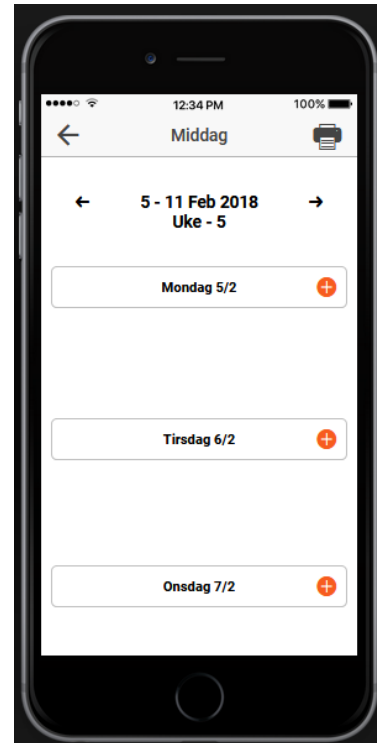 12:34 PM
100%
Middag
5 - 11 Feb 2018
Uke - 5
Mondag 5/2
Tirsdag 6/2
Onsdag 7/2